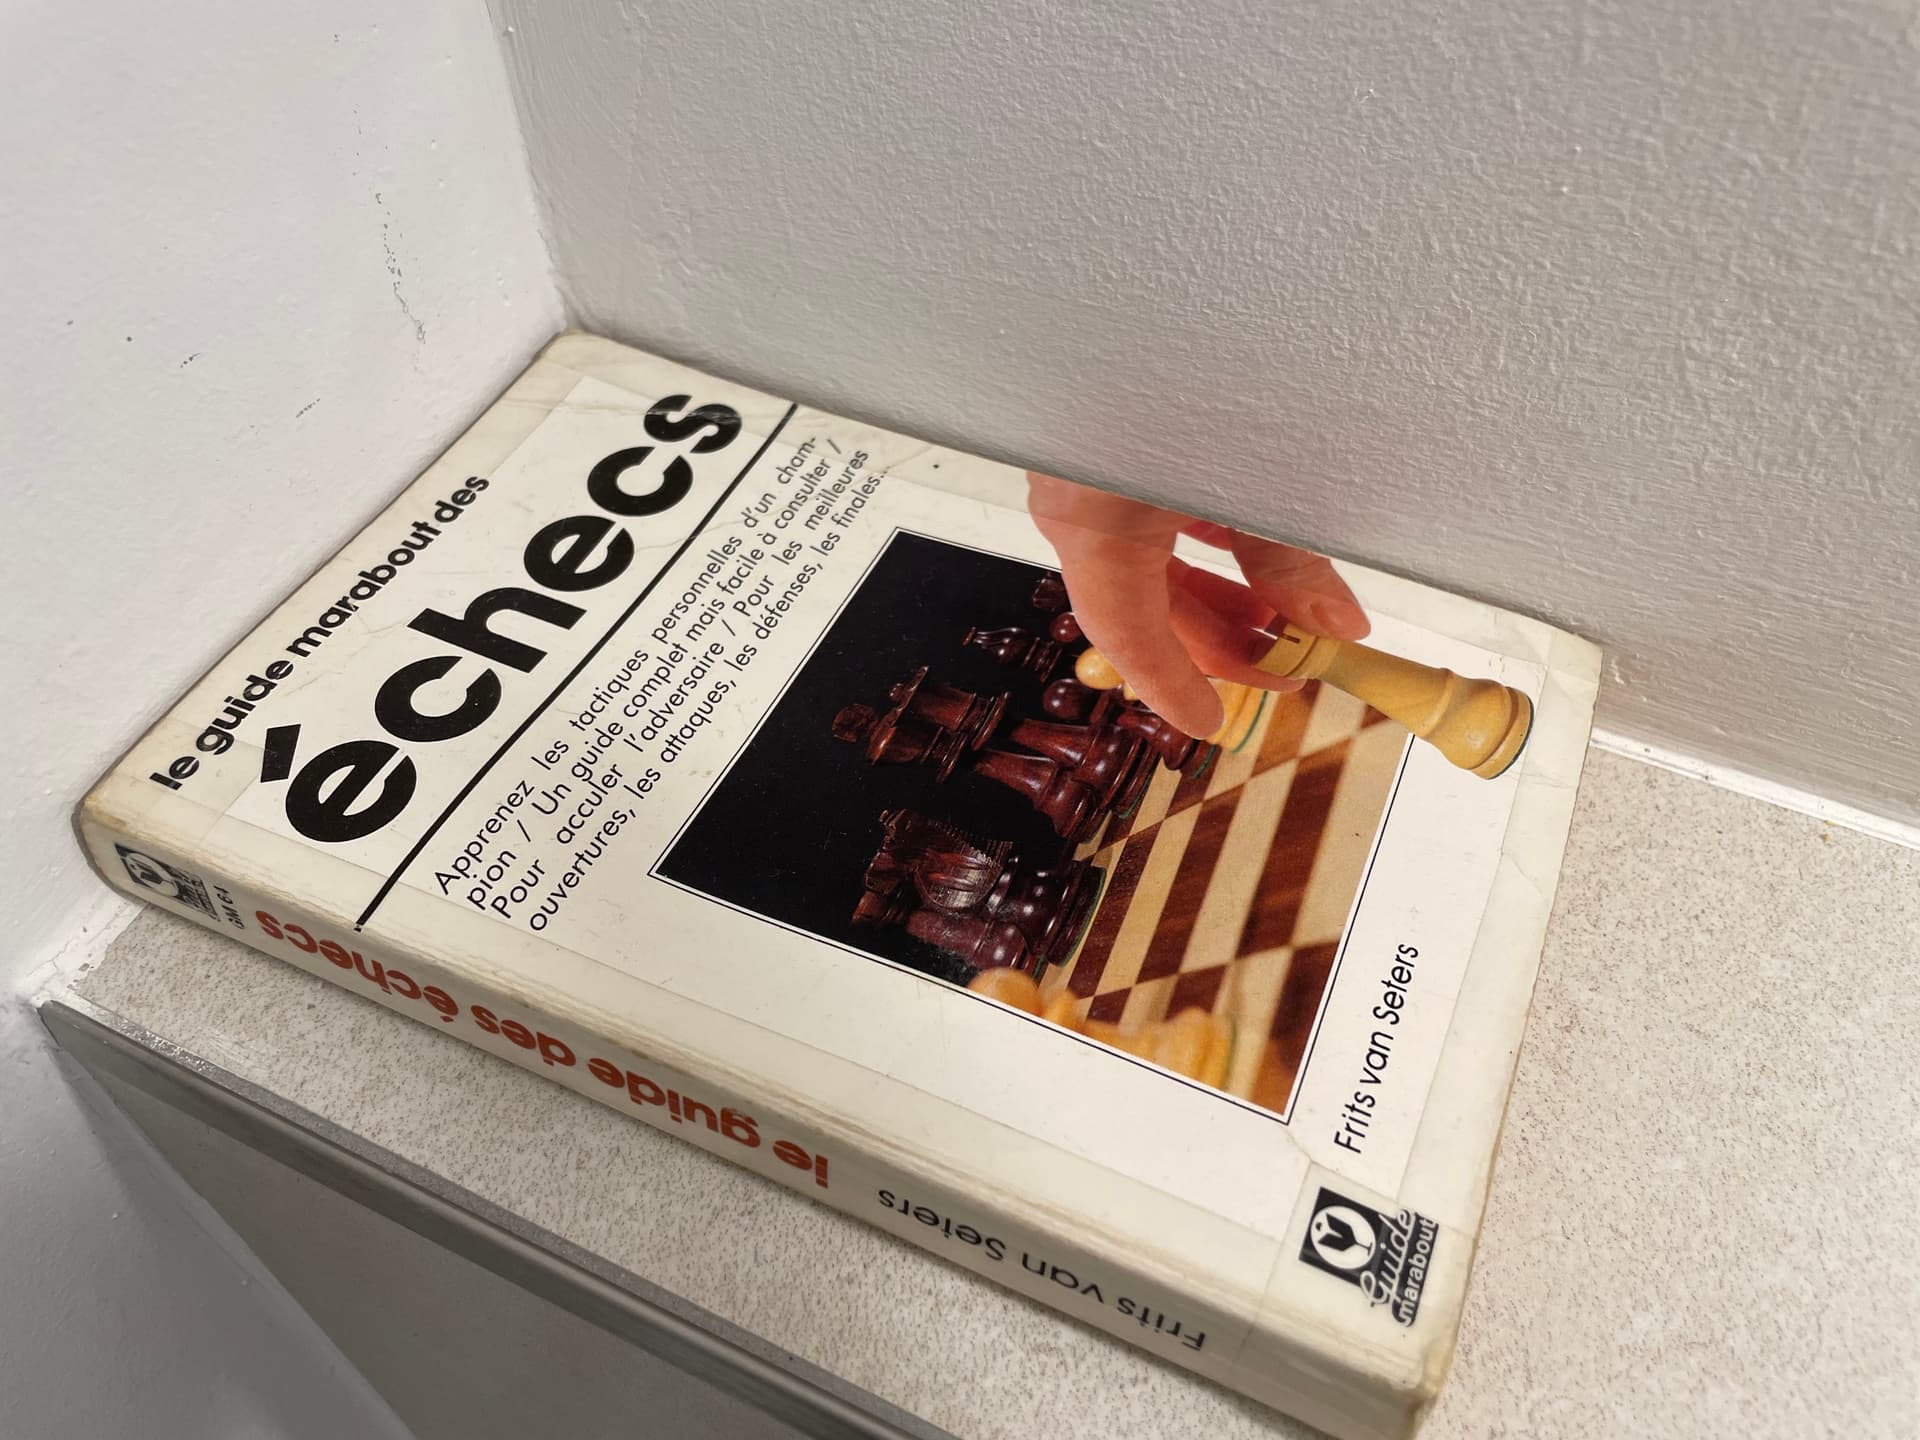 le guide marabout des
échecs
Apprenez les tactiques personnelles d'un cham-
pion / Un guide complet mais facile à consulter /
Pour acculer l'adversaire / Pour les meilleures
ouvertures, les attaques, les défenses, les finales...
Frits van Seters
Guide
marabout
GM 64
le guide des échecs
Frits van Seters